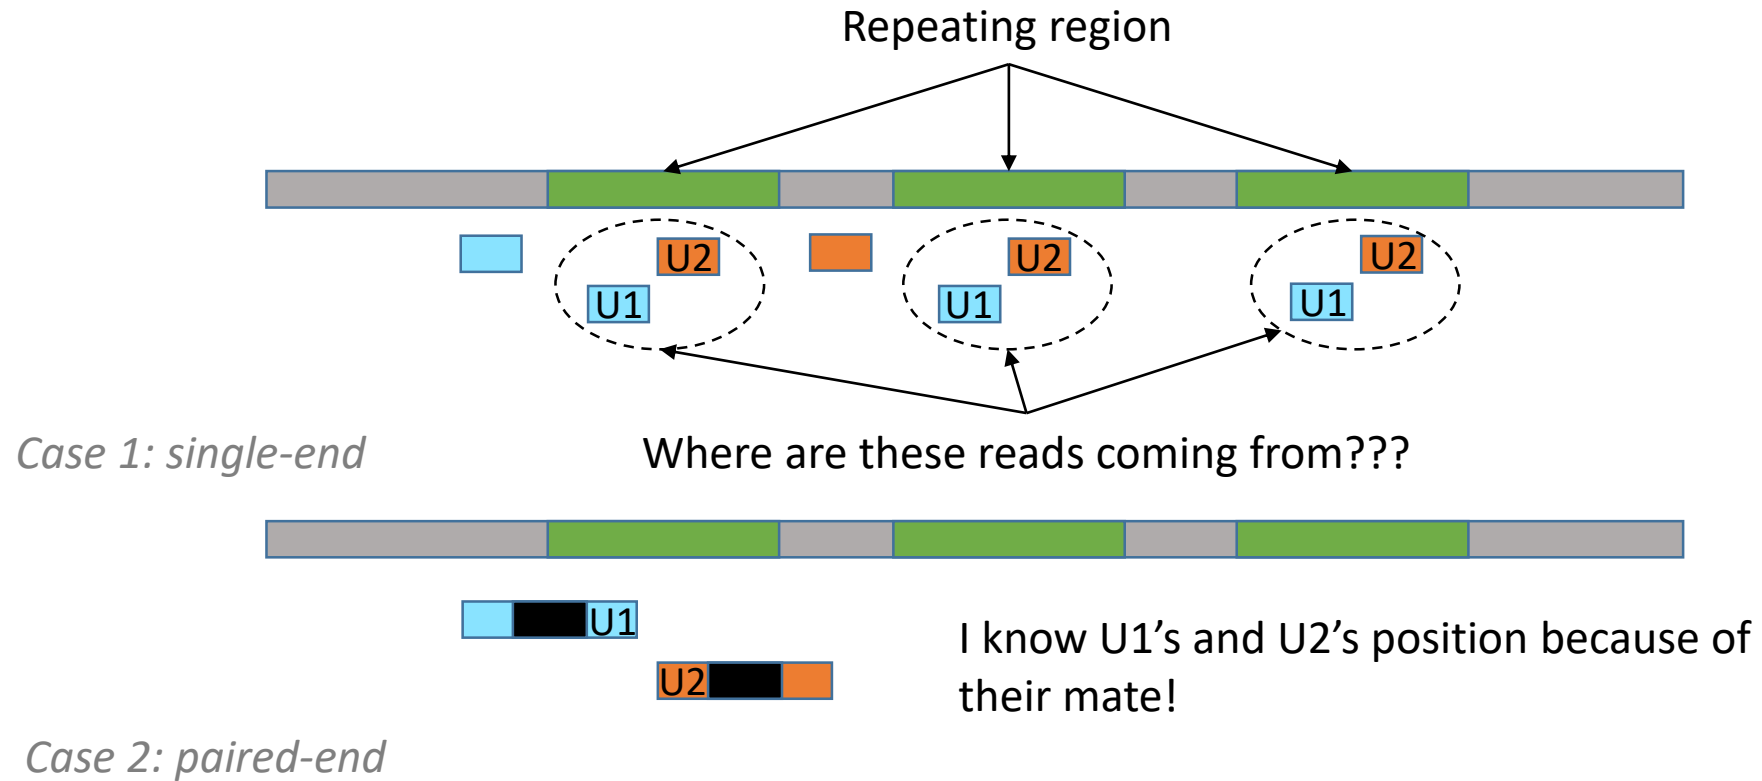 Repeating region
U2
U2
U2
U1
U1
U1
Case 1: single-end
Where are these reads coming from???
U1
U2
I know U1’s and U2’s position because of
their mate!
Case 2: paired-end